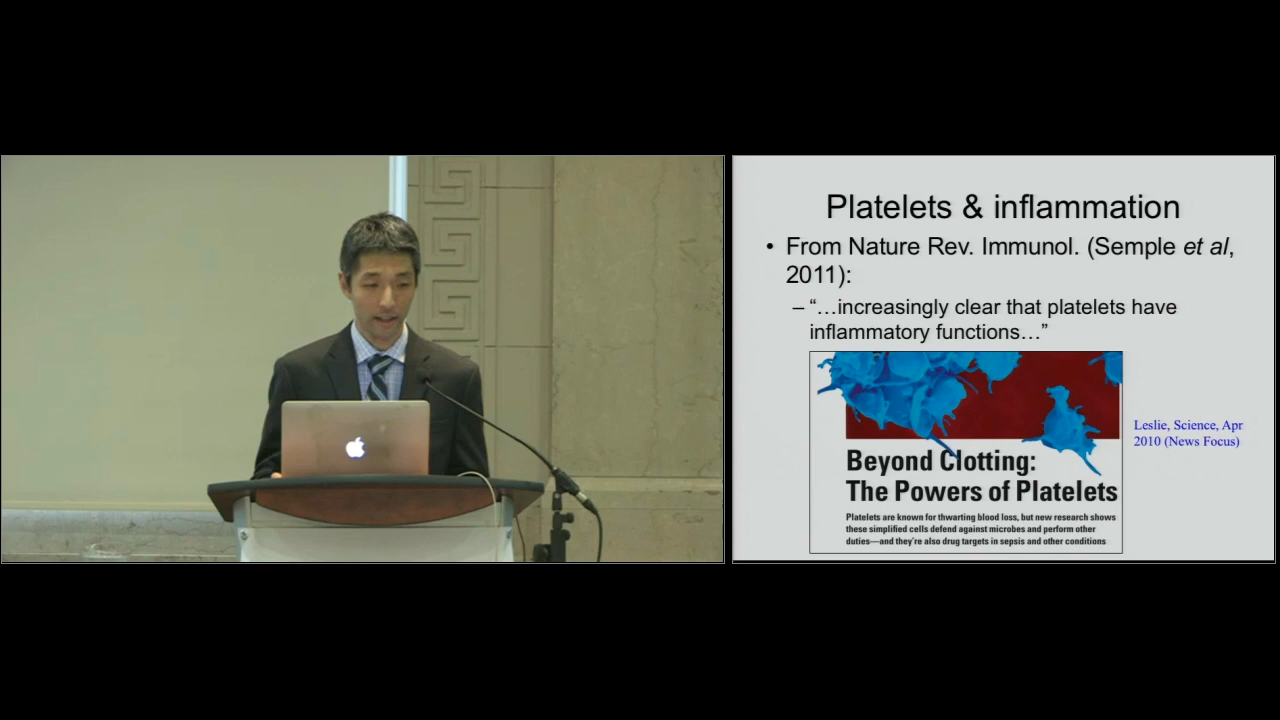 Platelets & inflammation
• From Nature Rev. Immunol. (Semple et al,
2011):
– “…increasingly clear that platelets have
inflammatory functions…”
Leslie, Science, Apr
2010 (News Focus)
Beyond Clotting:
The Powers of Platelets
Platelets are known for thwarting blood loss, but new research shows
these simplified cells defend against microbes and perform other
duties—and they’re also drug targets in sepsis and other conditions